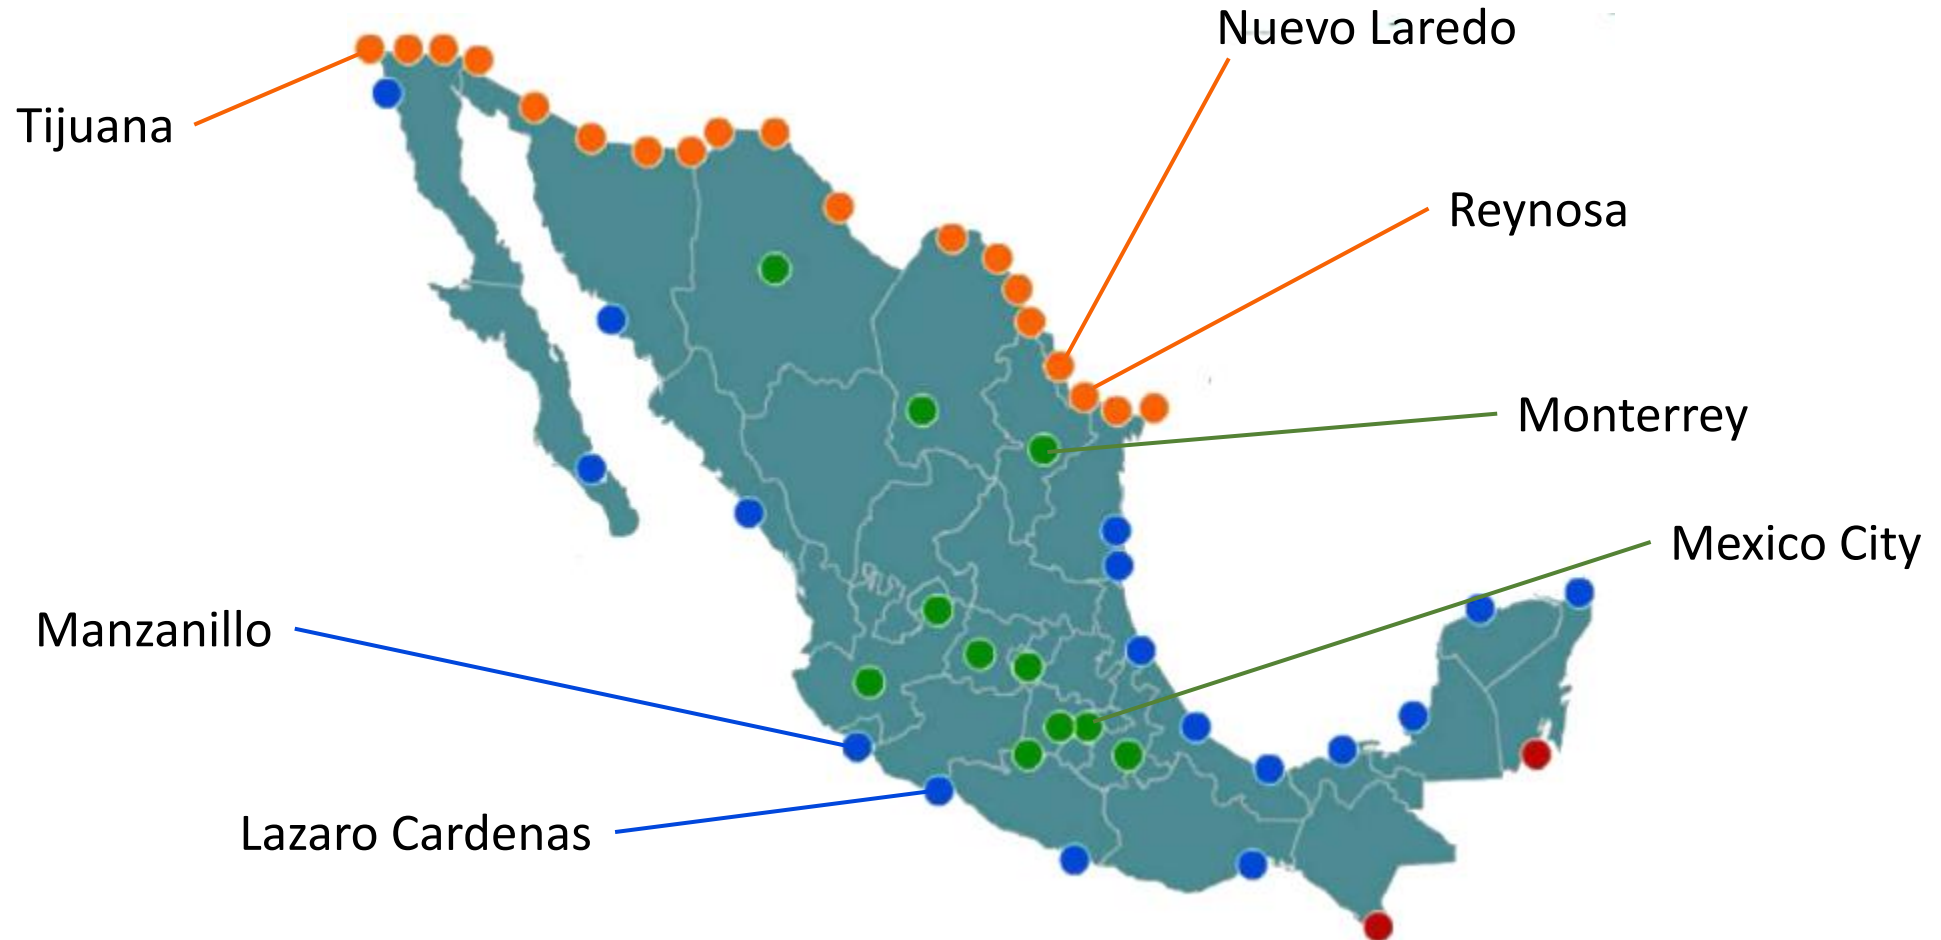 Nuevo Laredo
Tijuana
Reynosa
Monterrey
Mexico City
Manzanillo
Lazaro Cardenas